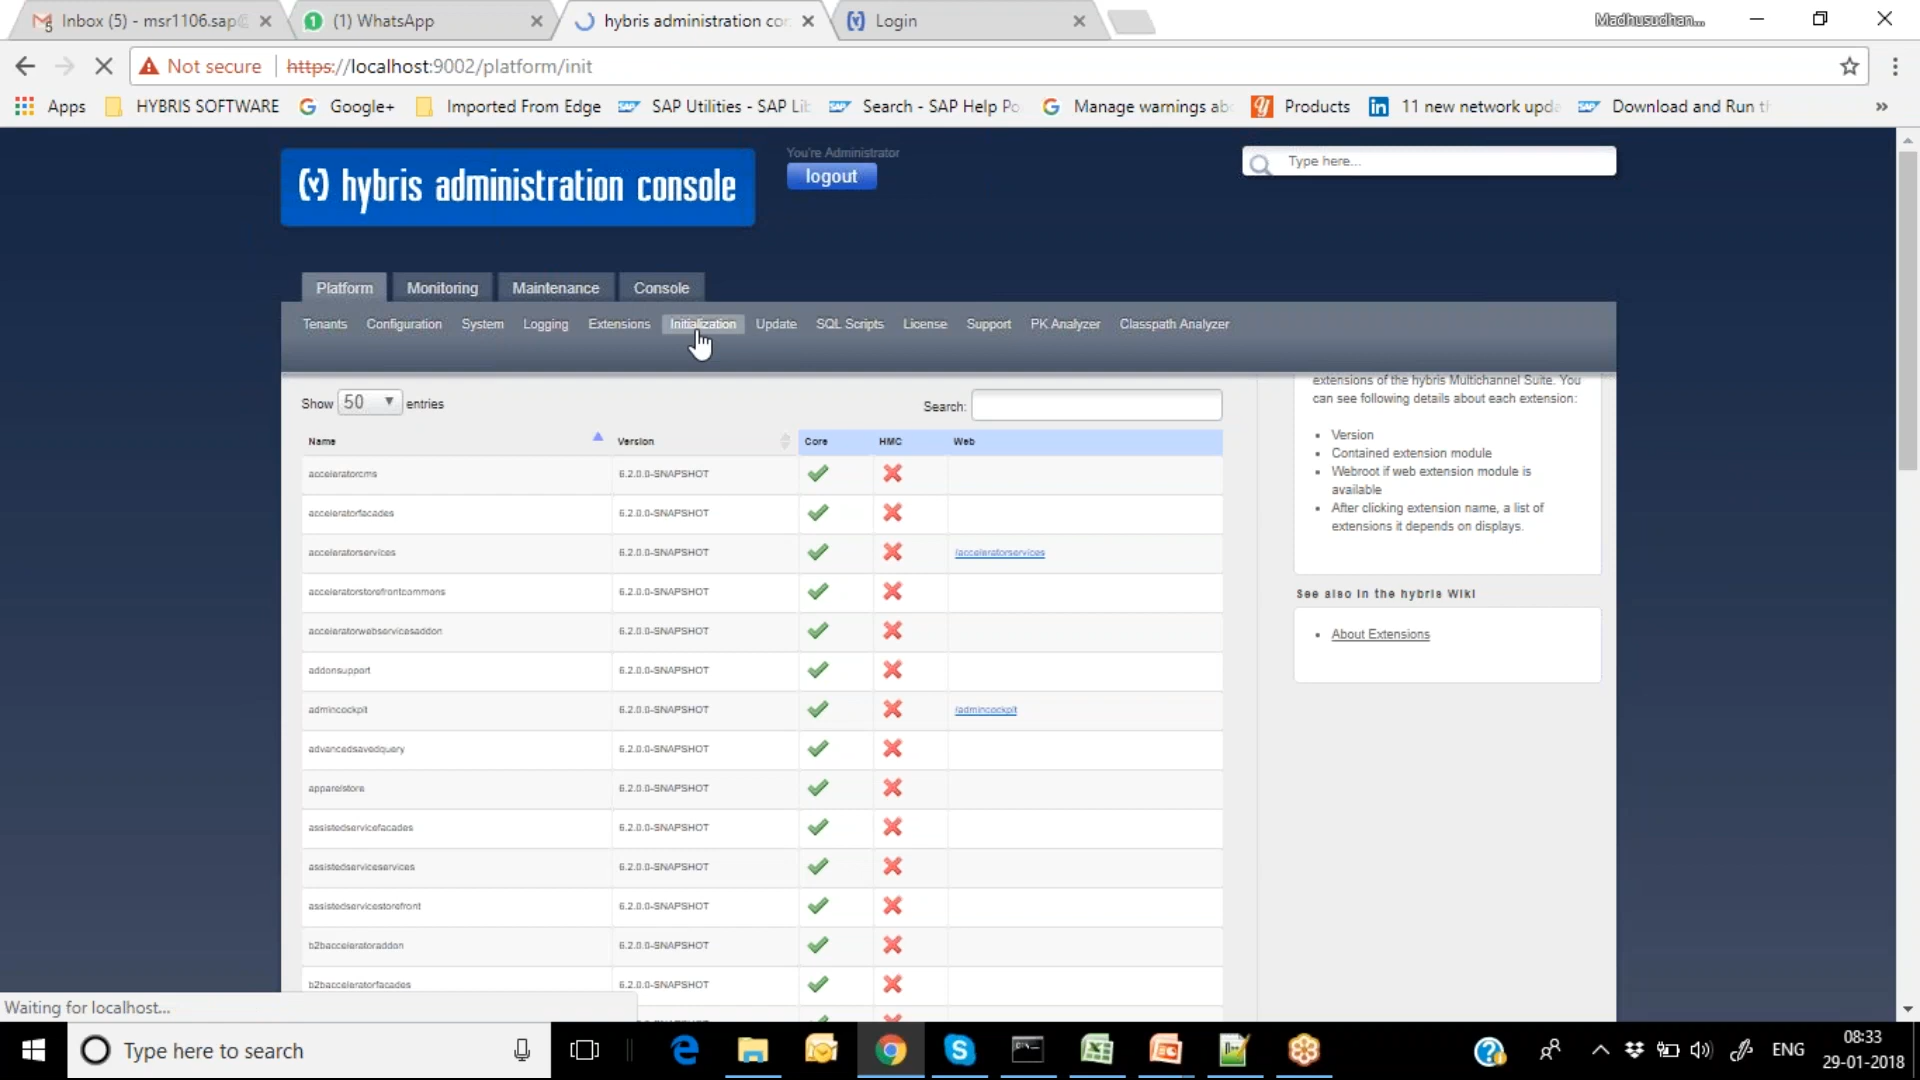 Inbox (5) - msr1106.sap@
(1) WhatsApp
hybris administration con
Login
Madhusudhan...
Not secure
https://localhost:9002/platform/init
Apps
HYBRIS SOFTWARE
Google+
Imported From Edge
SAP Utilities - SAP Lib
Search - SAP Help Po
Manage warnings ab
Products
11 new network upda
Download and Run t
»
hybris administration console
You're Administrator
logout
Type here...
Platform
Monitoring
Maintenance
Console
Tenants
Configuration
System
Logging
Extensions
Initialization
Update
SQL Scripts
License
Support
PK Analyzer
Classpath Analyzer
Show 50 entries
Search:
Name Version Core HMC Web
acceleratorcms 6.2.0.0-SNAPSHOT
acceleratorfacades 6.2.0.0-SNAPSHOT
acceleratorservices 6.2.0.0-SNAPSHOT /acceleratorservices
acceleratorstorefrontcommons 6.2.0.0-SNAPSHOT
acceleratorwebservicesaddon 6.2.0.0-SNAPSHOT
addonsupport 6.2.0.0-SNAPSHOT
admincockpit 6.2.0.0-SNAPSHOT /admincockpit
advancedsavedquery 6.2.0.0-SNAPSHOT
apparelstore 6.2.0.0-SNAPSHOT
assistedservicefacades 6.2.0.0-SNAPSHOT
assistedserviceservices 6.2.0.0-SNAPSHOT
assistedservicestorefront 6.2.0.0-SNAPSHOT
b2bacceleratoraddon 6.2.0.0-SNAPSHOT
b2bacceleratorfacades 6.2.0.0-SNAPSHOT
extensions of the hybris Multichannel Suite. You
can see following details about each extension:
• Version
• Contained extension module
• Webroot if web extension module is
available
• After clicking extension name, a list of
extensions it depends on displays.
See also in the hybris Wiki
• About Extensions
Waiting for localhost...
Type here to search
ENG
08:33
29-01-2018